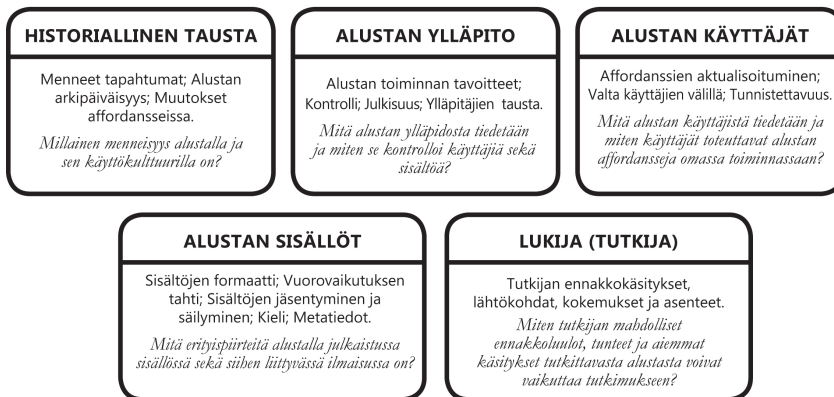 HISTORIALLINEN TAUSTA
Menneet tapahtumat; Alustan
arkipäiväisyys; Muutokset
affordansseissa.
Millainen menneisyys alustalla ja
sen käyttökulttuurilla on?
ALUSTAN YLLÄPITO
Alustan toiminnan tavoitteet;
Kontrolli; Julkisuus; Ylläpitäjien tausta.
Mitä alustan ylläpidosta tiedetään
ja miten se kontrolloi käyttäjiä sekä
sisältöä?
ALUSTAN KÄYTTÄJÄT
Affordanssien aktualisoituminen;
Valta käyttäjien välillä; Tunnistettavuus.
Mitä alustan käyttäjistä tiedetään ja
miten käyttäjät toteuttavat alustan
affordansseja omassa toiminnassaan?
ALUSTAN SISÄLLÖT
Sisältöjen formaatti; Vuorovaikutuksen
tahti; Sisältöjen jäsentyminen ja
säilyminen; Kieli; Metatiedot.
Mitä erityispiirteitä alustalla julkaistussa
sisällössä sekä siihen liittyvässä ilmaisussa on?
LUKIJA (TUTKIJA)
Tutkijan ennakkokäsitykset,
lähtökohdat, kokemukset ja asenteet.
Miten tutkijan mahdolliset
ennakkoluulot, tunteet ja aiemmat
käsitykset tutkittavasta alustasta voivat
vaikuttaa tutkimukseen?